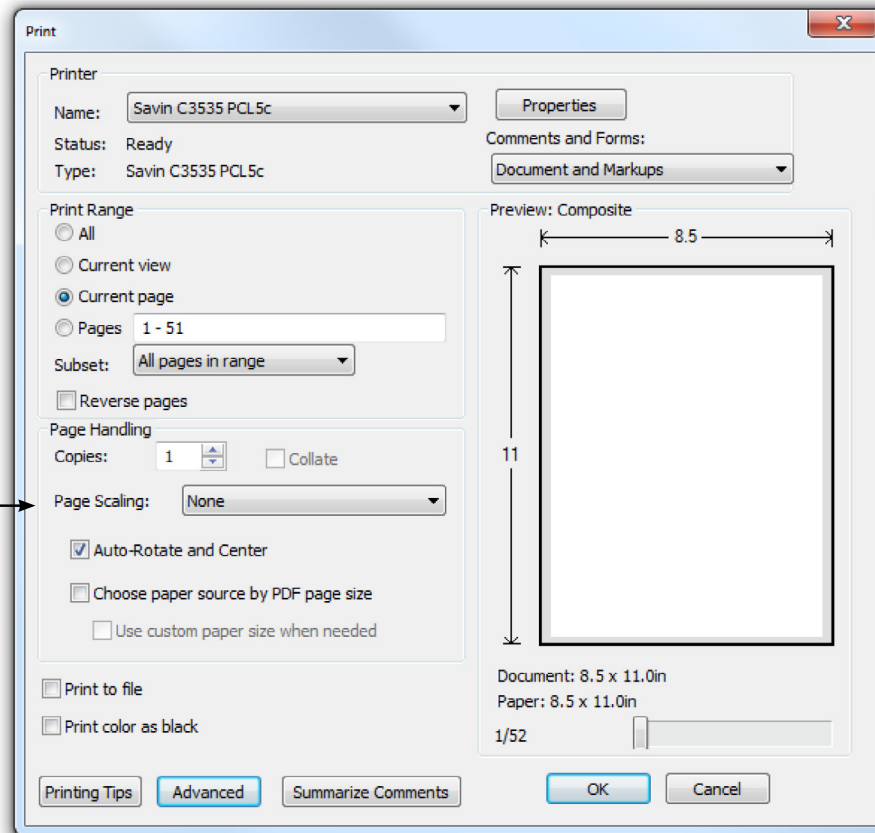 Print
Printer
Name: Savin C3535 PCL5c
Properties
Status: Ready
Comments and Forms:
Type: Savin C3535 PCL5c
Document and Markups
Print Range
All
Current view
Current page
Pages 1 - 51
Subset: All pages in range
Reverse pages
Page Handling
Copies: 1 Collate
Page Scaling: None
Auto-Rotate and Center
Choose paper source by PDF page size
Use custom paper size when needed
Print to file
Print color as black
Preview: Composite
8.5
11
Document: 8.5 x 11.0in
Paper: 8.5 x 11.0in
1/52
Printing Tips Advanced Summarize Comments OK Cancel